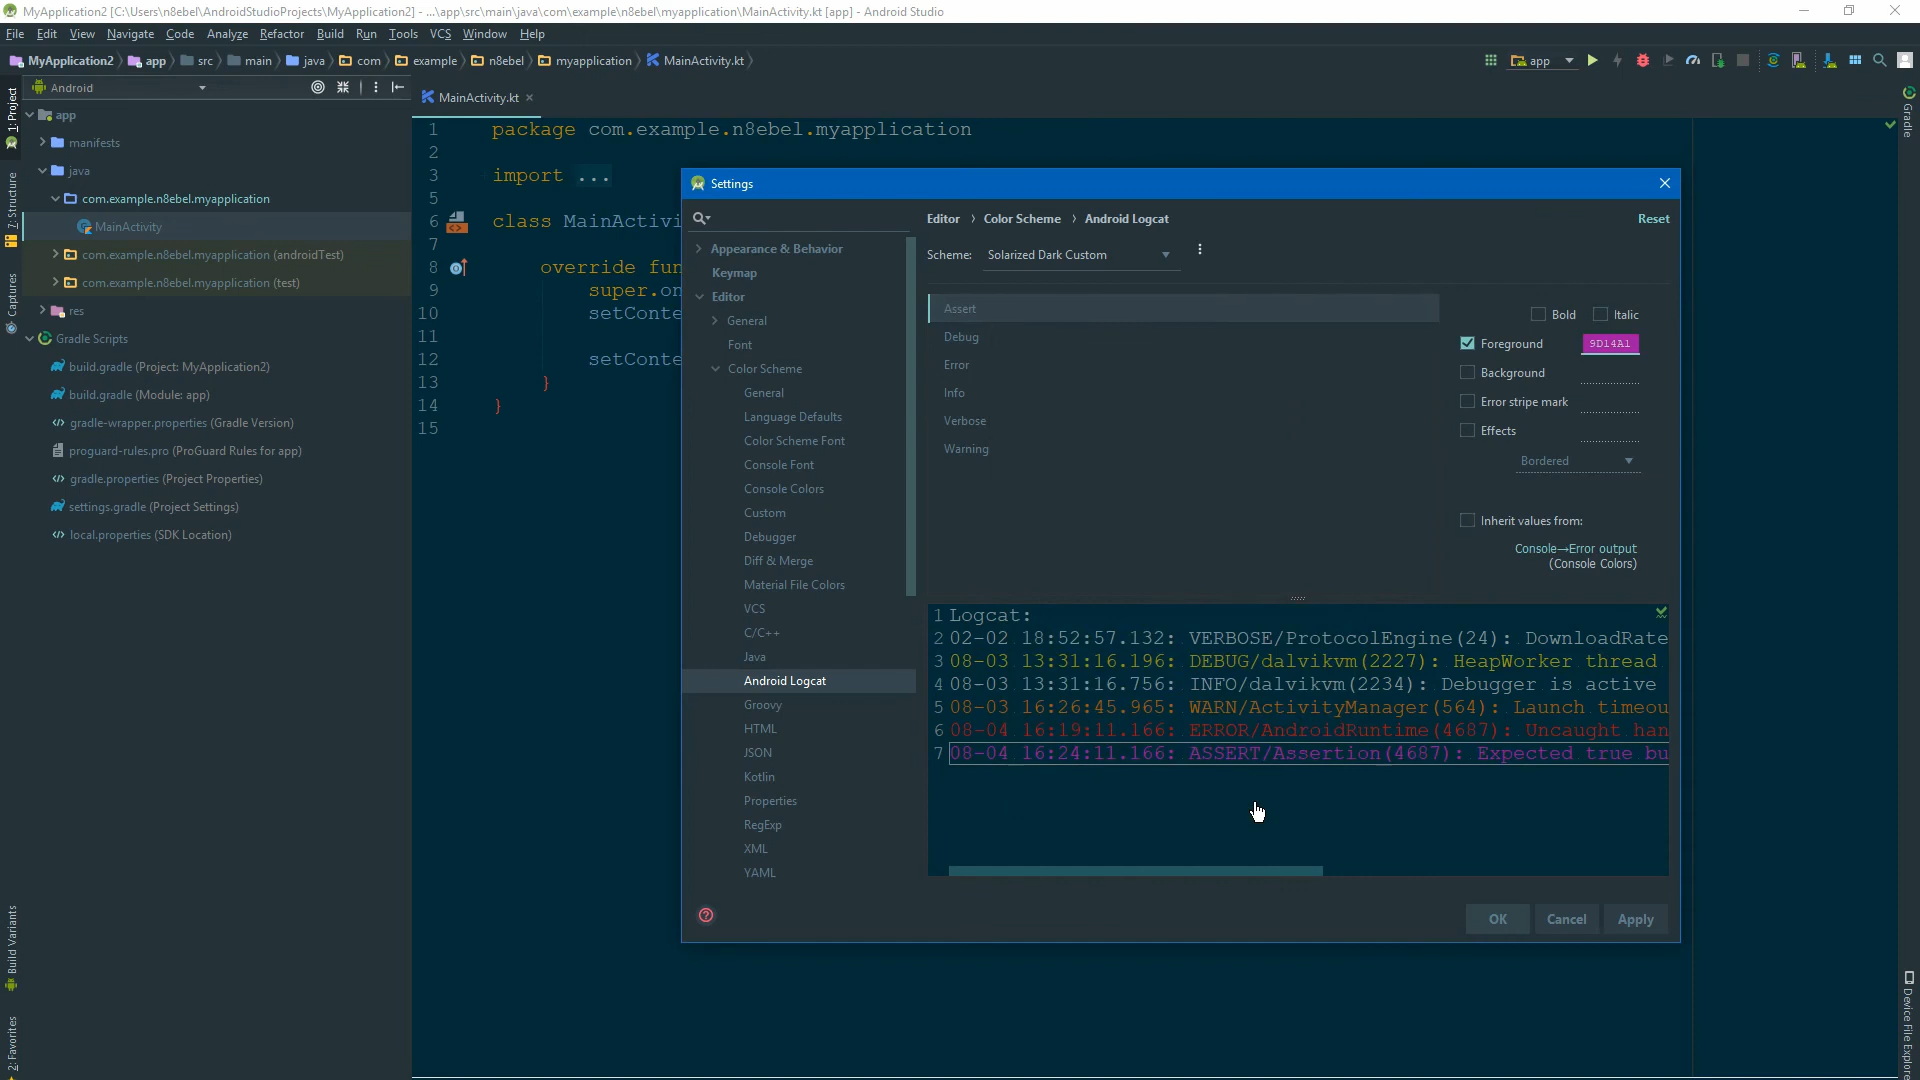 MyApplication2 [C:\Users\n8ebel\AndroidStudioProjects\MyApplication2] - ...\app\src\main\java\com\example\n8ebel\myapplication\MainActivity.kt [app] - Android Studio
File Edit View Navigate Code Analyze Refactor Build Run Tools VCS Window Help
MyApplication2 app src main java com example n8ebel myapplication MainActivity.kt
app
Android
MainActivity.kt
1: Project
7: Structure
Captures
Build Variants
2: Favorites
app
manifests
java
com.example.n8ebel.myapplication
MainActivity
com.example.n8ebel.myapplication (androidTest)
com.example.n8ebel.myapplication (test)
res
Gradle Scripts
build.gradle (Project: MyApplication2)
build.gradle (Module: app)
gradle-wrapper.properties (Gradle Version)
proguard-rules.pro (ProGuard Rules for app)
gradle.properties (Project Properties)
settings.gradle (Project Settings)
local.properties (SDK Location)
1 package com.example.n8ebel.myapplication
2
3 import ...
5
6 class MainActivi
7
8 override fun
9 super.on
10 setConte
11
12 setConte
13 }
14 }
15
Settings
Appearance & Behavior
Keymap
Editor
General
Font
Color Scheme
General
Language Defaults
Color Scheme Font
Console Font
Console Colors
Custom
Debugger
Diff & Merge
Material File Colors
VCS
C/C++
Java
Android Logcat
Groovy
HTML
JSON
Kotlin
Properties
RegExp
XML
YAML
Editor › Color Scheme › Android Logcat
Reset
Scheme: Solarized Dark Custom
Assert
Debug
Error
Info
Verbose
Warning
Bold Italic
Foreground 9D14A1
Background
Error stripe mark
Effects
Bordered
Inherit values from:
Console→Error output
(Console Colors)
1 Logcat:
2 02-02 18:52:57.132: VERBOSE/ProtocolEngine(24): DownloadRate
3 08-03 13:31:16.196: DEBUG/dalvikvm(2227): HeapWorker thread
4 08-03 13:31:16.756: INFO/dalvikvm(2234): Debugger is active
5 08-03 16:26:45.965: WARN/ActivityManager(564): Launch timeou
6 08-04 16:19:11.166: ERROR/AndroidRuntime(4687): Uncaught han
7 08-04 16:24:11.166: ASSERT/Assertion(4687): Expected true bu
OK Cancel Apply
Gradle
Device File Explorer